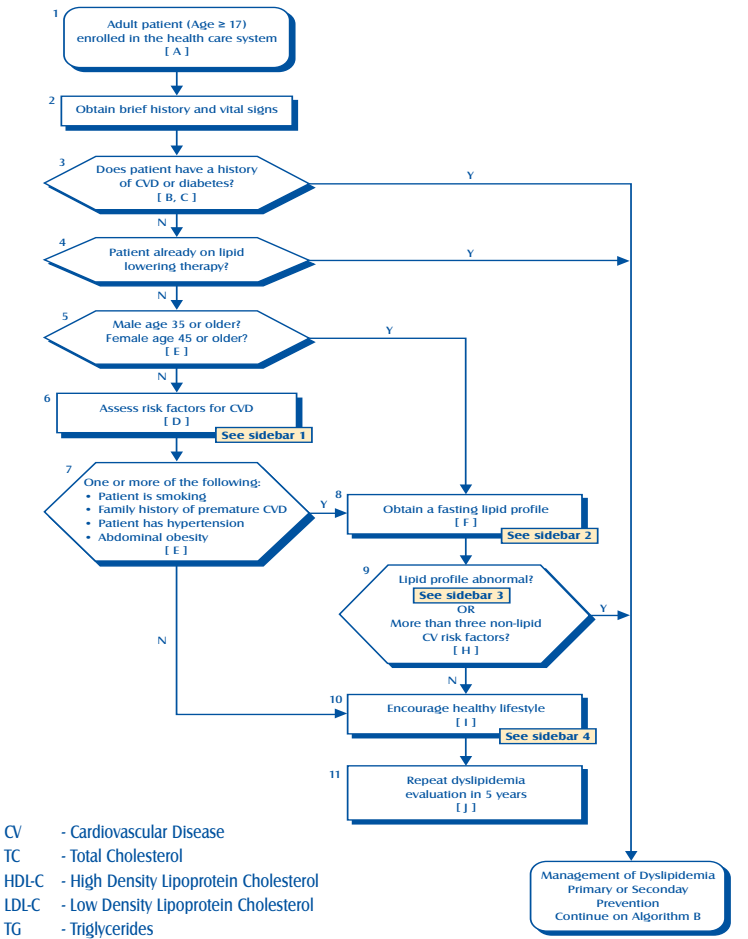 1
Adult patient (Age ≥ 17)
enrolled in the health care system
[ A ]
2
Obtain brief history and vital signs
3
Does patient have a history
of CVD or diabetes?
[ B, C ]
Y
N
4
Patient already on lipid
lowering therapy?
Y
N
5
Male age 35 or older?
Female age 45 or older?
[ E ]
Y
N
6
Assess risk factors for CVD
[ D ]
See sidebar 1
7
One or more of the following:
• Patient is smoking
• Family history of premature CVD
• Patient has hypertension
• Abdominal obesity
[ E ]
Y
N
8
Obtain a fasting lipid profile
[ F ]
See sidebar 2
9
Lipid profile abnormal?
See sidebar 3
OR
More than three non-lipid
CV risk factors?
[ H ]
Y
N
10
Encourage healthy lifestyle
[ I ]
See sidebar 4
11
Repeat dyslipidemia
evaluation in 5 years
[ J ]
Management of Dyslipidemia
Primary or Seconday
Prevention
Continue on Algorithm B
CV - Cardiovascular Disease
TC - Total Cholesterol
HDL-C - High Density Lipoprotein Cholesterol
LDL-C - Low Density Lipoprotein Cholesterol
TG - Triglycerides